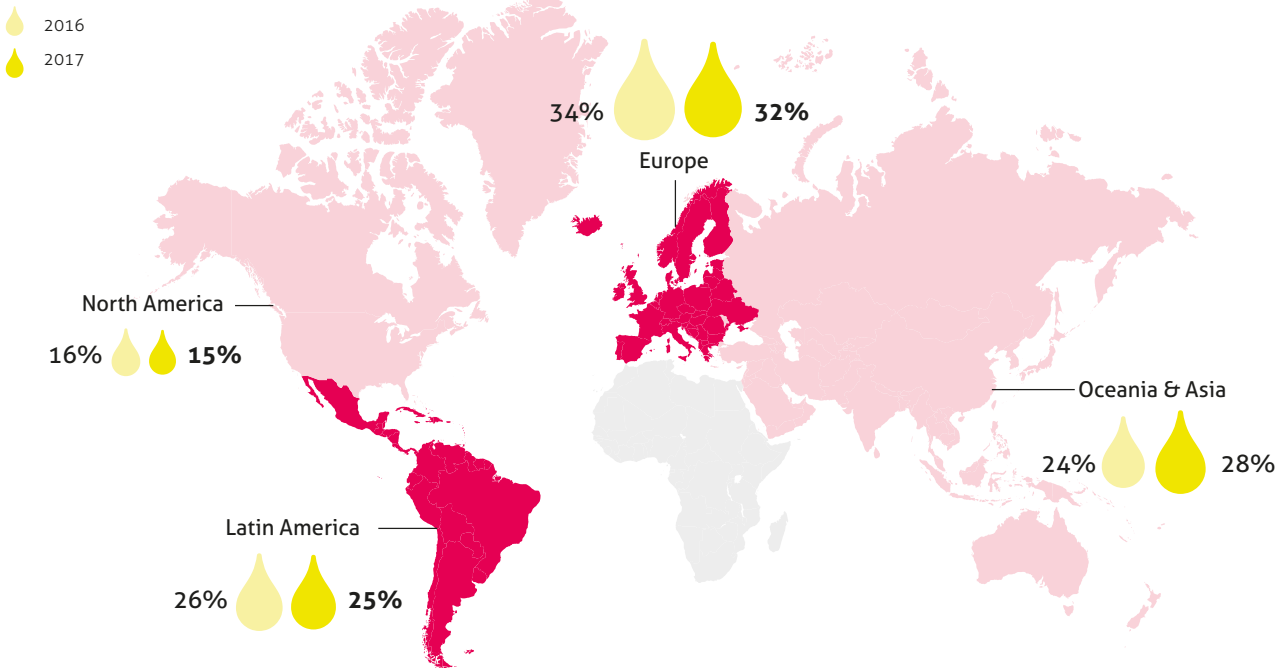 2016
2017
34%
32%
Europe
North America
16%
15%
Oceania & Asia
24%
28%
Latin America
26%
25%